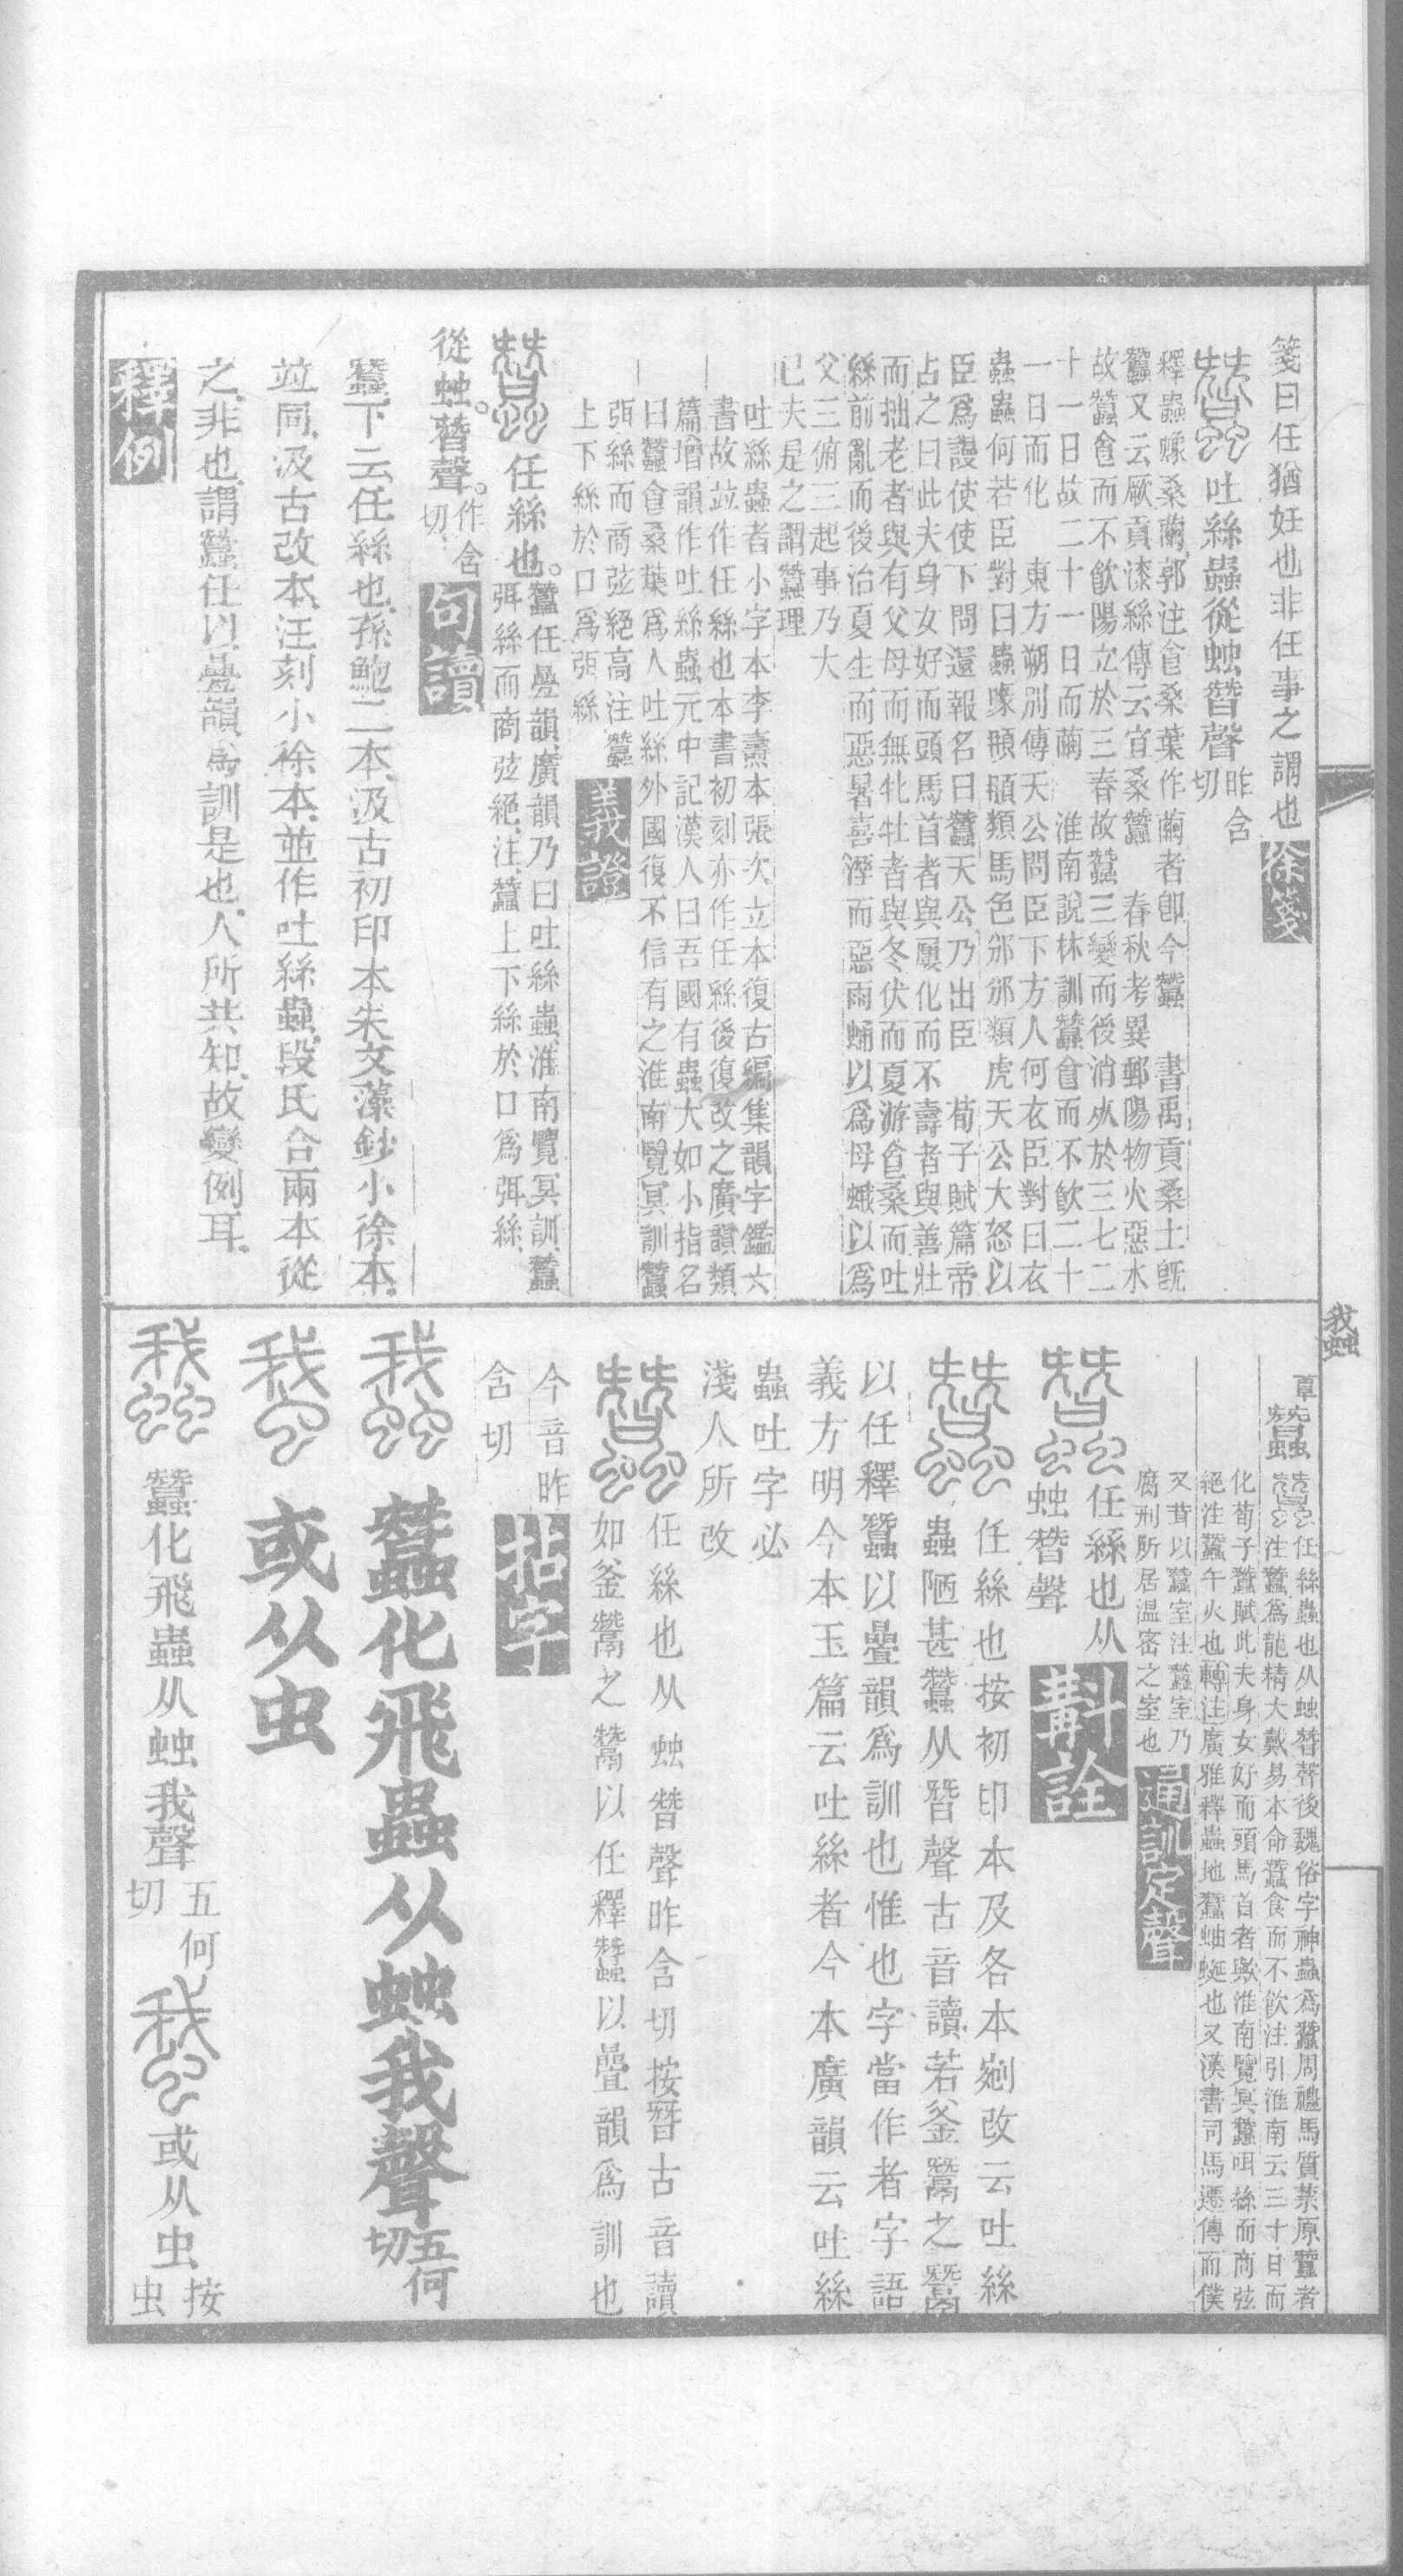 箋曰任猶妊也非任事之謂也徐箋
吐絲蟲從䖵朁聲昨含切
釋蟲蟓桑繭郭注食桑葉作繭者卽今蠶　書禹貢桑土旣
蠶又云厥貢漆絲傳云宜桑蠶　春秋考異郵陽物火惡水
故蠶食而不飮陽立於三春故蠶三變而後消𣦸於三七二
十一日故二十一日而繭　淮南說林訓蠶食而不飮二十
一日而化　東方朔別傳天公問臣下方人何衣臣對曰衣
蟲蟲何若臣對曰蟲喙頿頿類馬色邠邠類虎天公大怒以
臣爲謾使使下問還報名曰蠶天公乃出臣　荀子賦篇帝
占之曰此夫身女好而頭馬首者與屢化而不壽者與善壯
而拙老者與有父母而無牝牡者與冬伏而夏游食桑而吐
絲前亂而後治夏生而惡暑喜溼而惡雨蛹以爲母蛾以爲
父三俯三起事乃大
已夫是之謂蠶理
吐絲蟲者小字本李燾本張次立本復古編集韻字鑑六
書故竝作任絲也本書初刻亦作任絲後復改之廣韻類
篇增韻作吐絲蟲元中記漢人曰吾國有蟲大如小指名
曰蠶食桑葉爲人吐絲外國復不信有之淮南覽冥訓蠶
弭絲而商弦絕高注蠶
上下絲於口爲弭絲　義證
任絲也。蠶任疊韻、廣韻乃曰吐絲蟲、淮南覽冥訓、蠶
弭絲而商弦絕、注、蠶上下絲於口爲弭絲、
從䖵。朁聲。昨含切　句讀
蠶下云任絲也、孫鮑二本、汲古初印本朱文藻鈔小徐本、
竝同、汲古改本、汪刻小徐本、並作吐絲蟲、段氏合兩本從
之、非也、謂蠶任以疊韻爲訓是也、人所共知、故變例耳、
釋例
我䖵
蠶　任絲蟲也从䖵朁聲後魏俗字神蟲爲蠶周禮馬質禁原蠶者
注蠶爲龍精大戴易本命蠶食而不飮注引淮南云三十日而
化荀子蠶賦此夫身女好而頭馬首者歟淮南覽冥蠶咡絲而商弦
絕注蠶午火也轉注廣雅釋蟲地蠶蚰蜒也又漢書司馬遷傳而僕
又茸以蠶室注蠶室乃
腐刑所居溫密之室也　通訓定聲
任絲也从
䖵朁聲　斠詮
任絲也按初印本及各本剜改云吐絲
蟲陋甚蠶从朁聲古音讀若釜鬵之鬵
以任釋蠶以疊韻爲訓也惟也字當作者字語
義方明今本玉篇云吐絲者今本廣韻云吐絲
蟲吐字必
淺人所改
任絲也从䖵朁聲昨含切按朁古音讀
如釜鬵之鬵以任釋蠶以疊韻爲訓也
今音昨
含切　拈字
蠶化飛蟲从䖵我聲五何切
或从虫
蠶化飛蟲从䖵我聲五何切　或从虫按虫